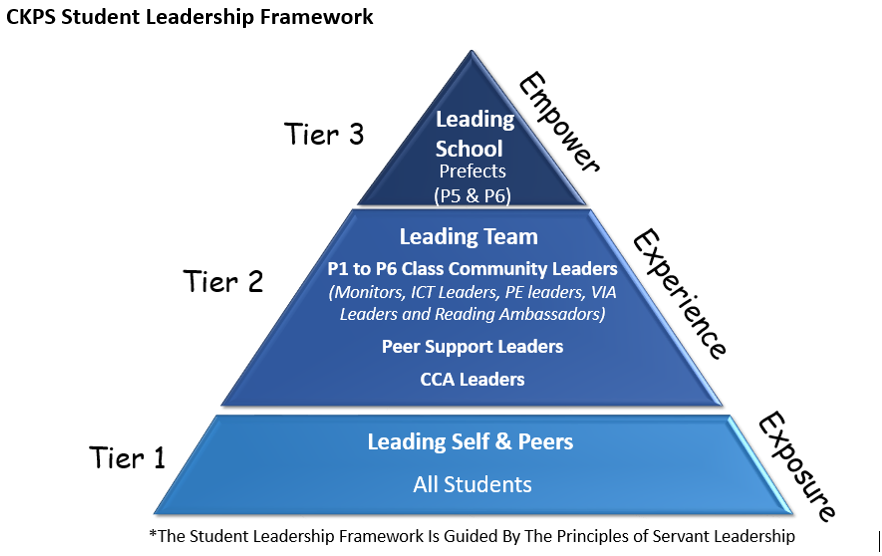 CKPS Student Leadership Framework
Tier 3
Leading
School
Prefects
(P5 & P6)
Empower
Tier 2
Leading Team
P1 to P6 Class Community Leaders
(Monitors, ICT Leaders, PE leaders, VIA
Leaders and Reading Ambassadors)
Peer Support Leaders
CCA Leaders
Experience
Tier 1
Leading Self & Peers
All Students
Exposure
*The Student Leadership Framework Is Guided By The Principles of Servant Leadership